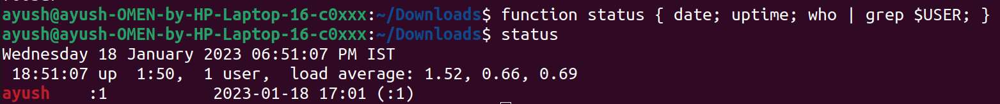 ayush@ayush-OMEN-by-HP-Laptop-16-c0xxx:~/Downloads$ function status { date; uptime; who | grep $USER; }
ayush@ayush-OMEN-by-HP-Laptop-16-c0xxx:~/Downloads$ status
Wednesday 18 January 2023 06:51:07 PM IST
 18:51:07 up  1:50,  1 user,  load average: 1.52, 0.66, 0.69
ayush    :1           2023-01-18 17:01 (:1)